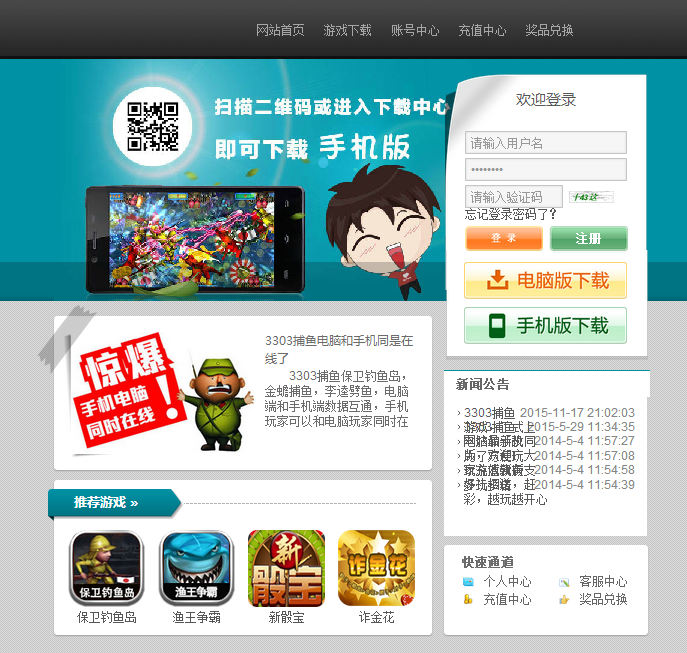 网站首页 游戏下载 账号中心 充值中心 奖品兑换
扫描二维码或进入下载中心
即可下载 手机版
欢迎登录
请输入用户名
请输入验证码
忘记登录密码了?
登 录 注册
电脑版下载
手机版下载
惊爆!
手机电脑
同时在线
3303捕鱼电脑和手机同是在
线了
3303捕鱼保卫钓鱼岛，
金蟾捕鱼，李逵劈鱼，电脑
端和手机端数据互通，手机
玩家可以和电脑玩家同时在
新闻公告
3303捕鱼 2015-11-17 21:02:03
2015-5-29 11:34:35
2014-5-4 11:57:27
2014-5-4 11:57:08
2014-5-4 11:54:58
2014-5-4 11:54:39
彩，越玩越开心
推荐游戏 »
保卫钓鱼岛 渔王争霸 新骰宝 诈金花
保卫钓鱼岛 渔王争霸 新骰宝 诈金花
快速通道
个人中心 客服中心
充值中心 奖品兑换